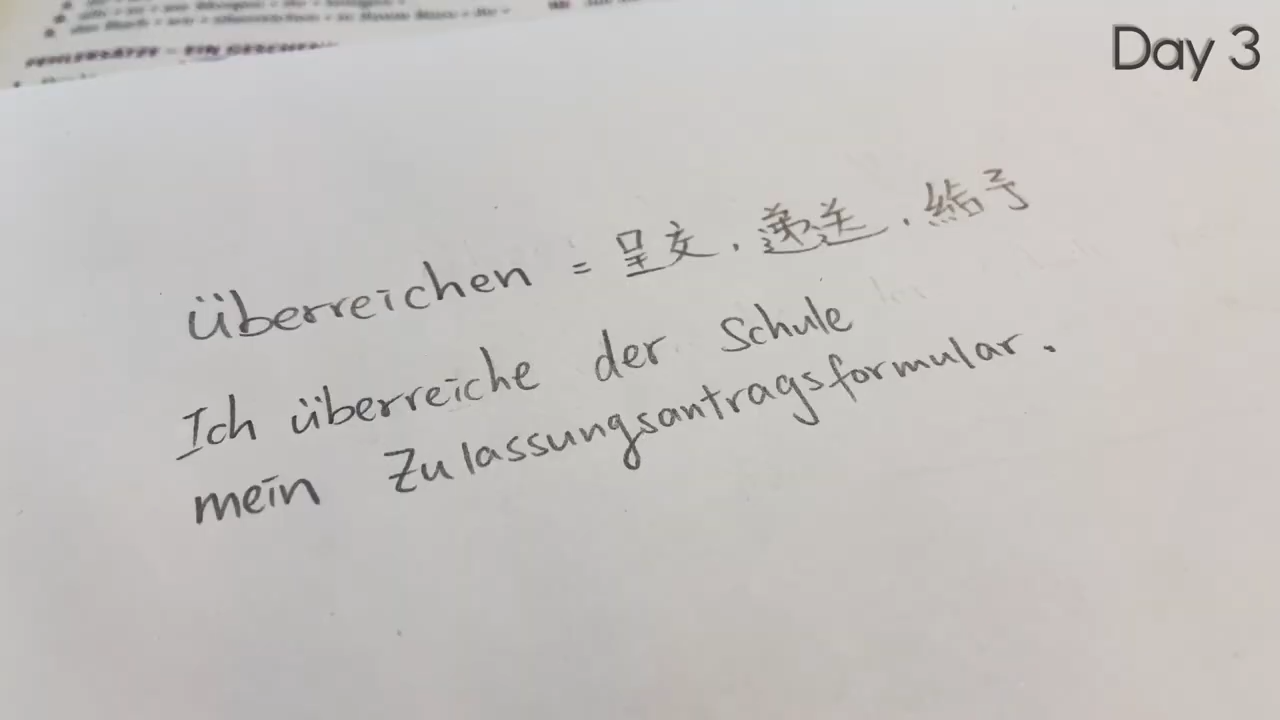 Day 3
überreichen = 呈交, 递送, 給予
Ich überreiche der Schule
mein Zulassungsantragsformular.